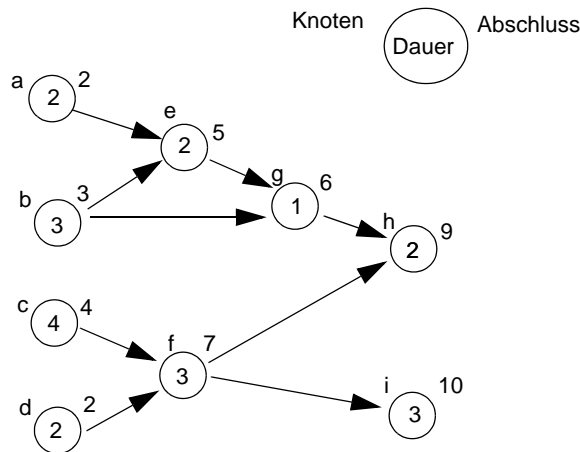 Knoten Dauer Abschluss
a 2 2
e 2 5
b 3 3
g 1 6
h 2 9
c 4 4
f 3 7
d 2 2
i 3 10